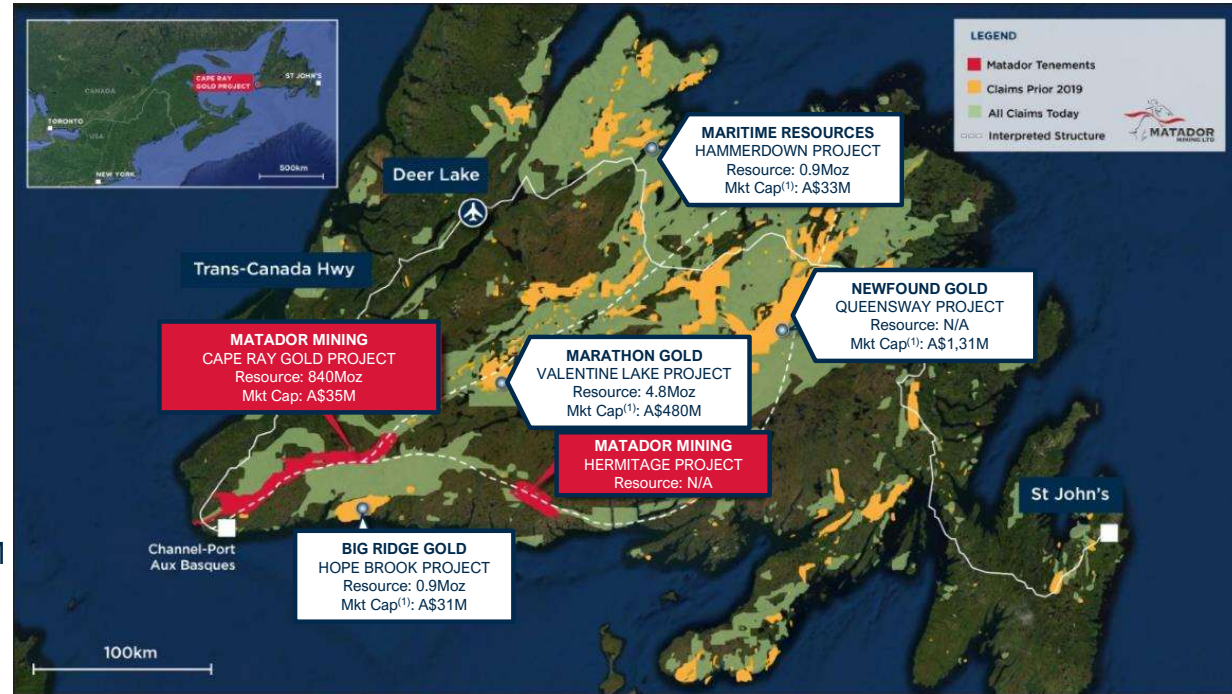 CAPE RAY
GOLD PROJECT
ST JOHN'S
CANADA
TORONTO
USA
NEW YORK
500km
LEGEND
Matador Tenements
Claims Prior 2019
All Claims Today
Interpreted Structure
MATADOR
MINING LTD
MARITIME RESOURCES
HAMMERDOWN PROJECT
Resource: 0.9Moz
Mkt Cap(1): A$33M
Deer Lake
Trans-Canada Hwy
NEWFOUND GOLD
QUEENSWAY PROJECT
Resource: N/A
Mkt Cap(1): A$1,31M
MATADOR MINING
CAPE RAY GOLD PROJECT
Resource: 840Moz
Mkt Cap: A$35M
MARATHON GOLD
VALENTINE LAKE PROJECT
Resource: 4.8Moz
Mkt Cap(1): A$480M
MATADOR MINING
HERMITAGE PROJECT
Resource: N/A
St John's
Channel-Port
Aux Basques
BIG RIDGE GOLD
HOPE BROOK PROJECT
Resource: 0.9Moz
Mkt Cap(1): A$31M
100km